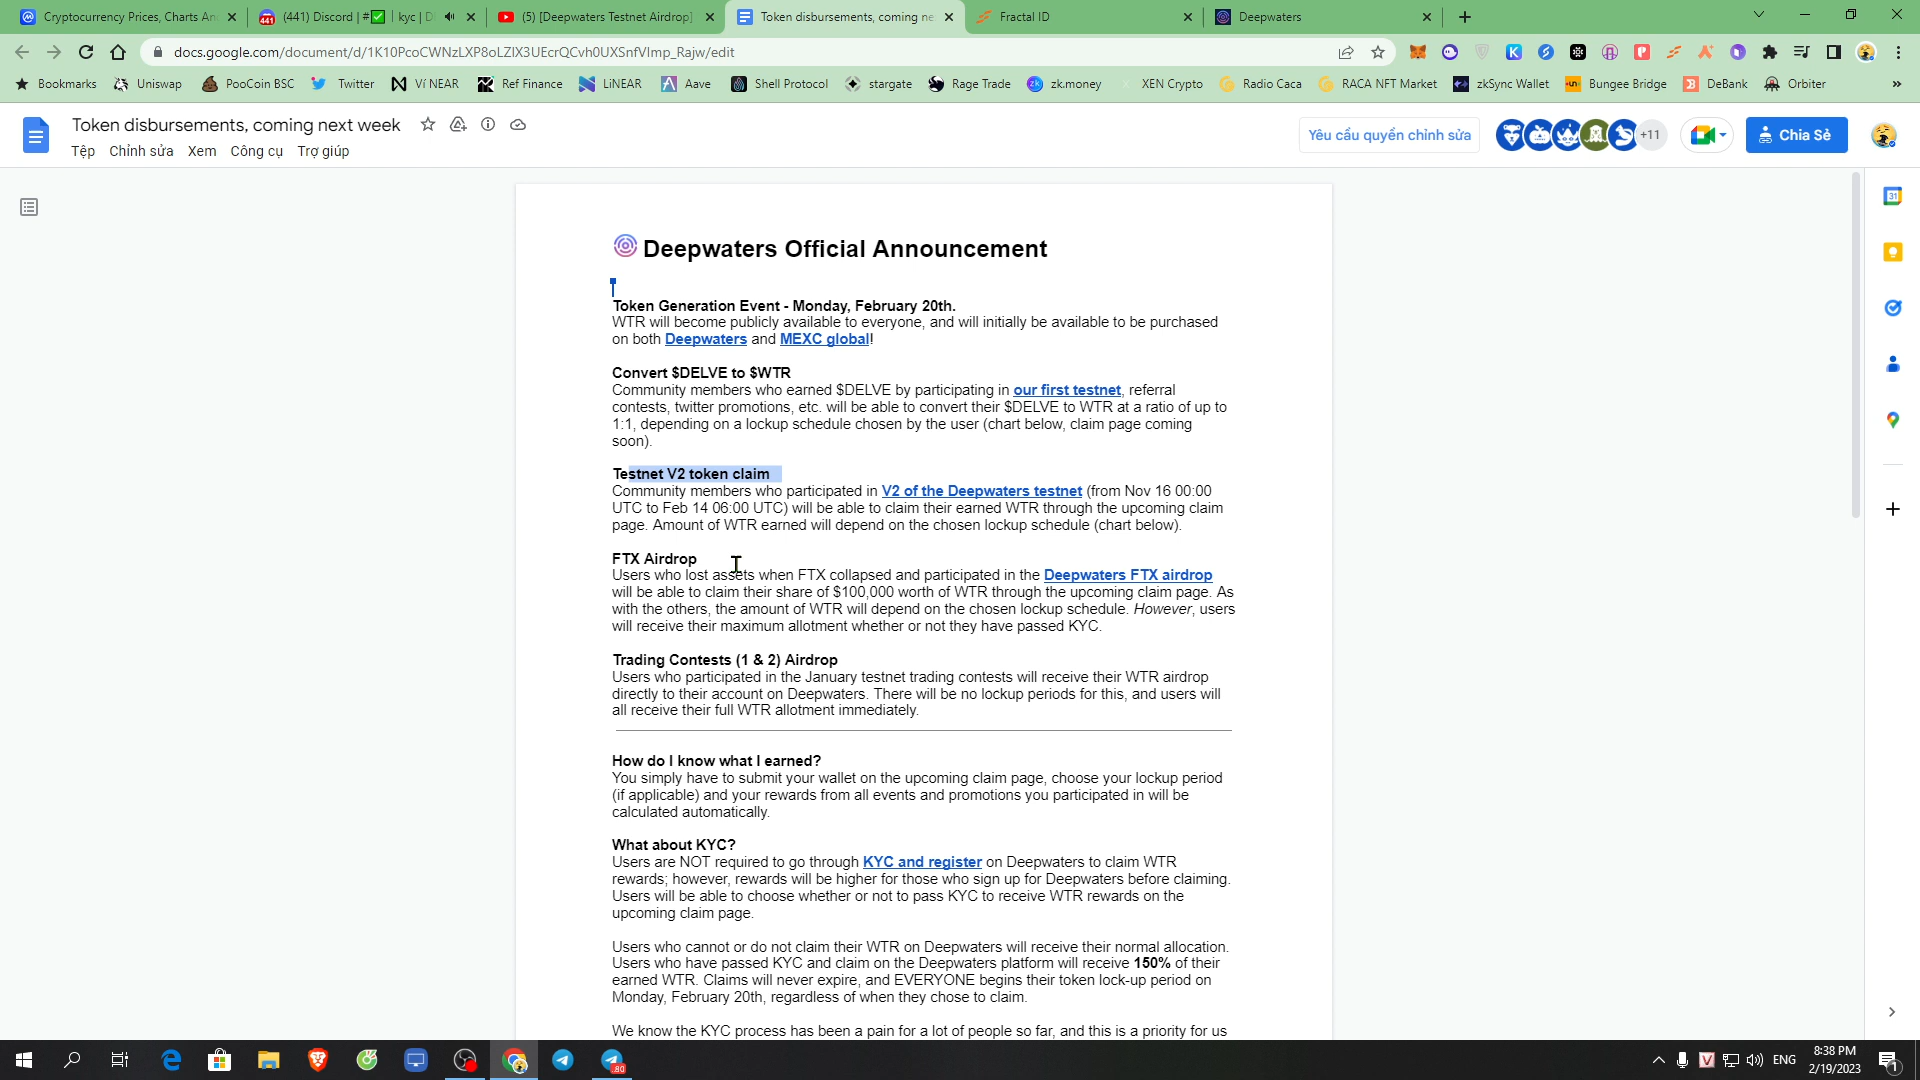 Cryptocurrency Prices, Charts An
(441) Discord | #✅ | kyc | D
(5) [Deepwaters Testnet Airdrop]
Token disbursements, coming ne
Fractal ID
Deepwaters
docs.google.com/document/d/1K10PcoCWNzLXP8oLZIX3UEcrQCvh0UXSnfVlmp_Rajw/edit
Bookmarks
Uniswap
PooCoin BSC
Twitter
Ví NEAR
Ref Finance
LiNEAR
Aave
Shell Protocol
stargate
Rage Trade
zk.money
XEN Crypto
Radio Caca
RACA NFT Market
zkSync Wallet
Bungee Bridge
DeBank
Orbiter
Token disbursements, coming next week
Tệp Chỉnh sửa Xem Công cụ Trợ giúp
Yêu cầu quyền chỉnh sửa
+11
Chia Sẻ
Deepwaters Official Announcement
Token Generation Event - Monday, February 20th.
WTR will become publicly available to everyone, and will initially be available to be purchased
on both Deepwaters and MEXC global!
Convert $DELVE to $WTR
Community members who earned $DELVE by participating in our first testnet, referral
contests, twitter promotions, etc. will be able to convert their $DELVE to WTR at a ratio of up to
1:1, depending on a lockup schedule chosen by the user (chart below, claim page coming
soon).
Testnet V2 token claim
Community members who participated in V2 of the Deepwaters testnet (from Nov 16 00:00
UTC to Feb 14 06:00 UTC) will be able to claim their earned WTR through the upcoming claim
page. Amount of WTR earned will depend on the chosen lockup schedule (chart below).
FTX Airdrop
Users who lost assets when FTX collapsed and participated in the Deepwaters FTX airdrop
will be able to claim their share of $100,000 worth of WTR through the upcoming claim page. As
with the others, the amount of WTR will depend on the chosen lockup schedule. However, users
will receive their maximum allotment whether or not they have passed KYC.
Trading Contests (1 & 2) Airdrop
Users who participated in the January testnet trading contests will receive their WTR airdrop
directly to their account on Deepwaters. There will be no lockup periods for this, and users will
all receive their full WTR allotment immediately.
How do I know what I earned?
You simply have to submit your wallet on the upcoming claim page, choose your lockup period
(if applicable) and your rewards from all events and promotions you participated in will be
calculated automatically.
What about KYC?
Users are NOT required to go through KYC and register on Deepwaters to claim WTR
rewards; however, rewards will be higher for those who sign up for Deepwaters before claiming.
Users will be able to choose whether or not to pass KYC to receive WTR rewards on the
upcoming claim page.
Users who cannot or do not claim their WTR on Deepwaters will receive their normal allocation.
Users who have passed KYC and claim on the Deepwaters platform will receive 150% of their
earned WTR. Claims will never expire, and EVERYONE begins their token lock-up period on
Monday, February 20th, regardless of when they chose to claim.
We know the KYC process has been a pain for a lot of people so far, and this is a priority for us
ENG
8:38 PM
2/19/2023